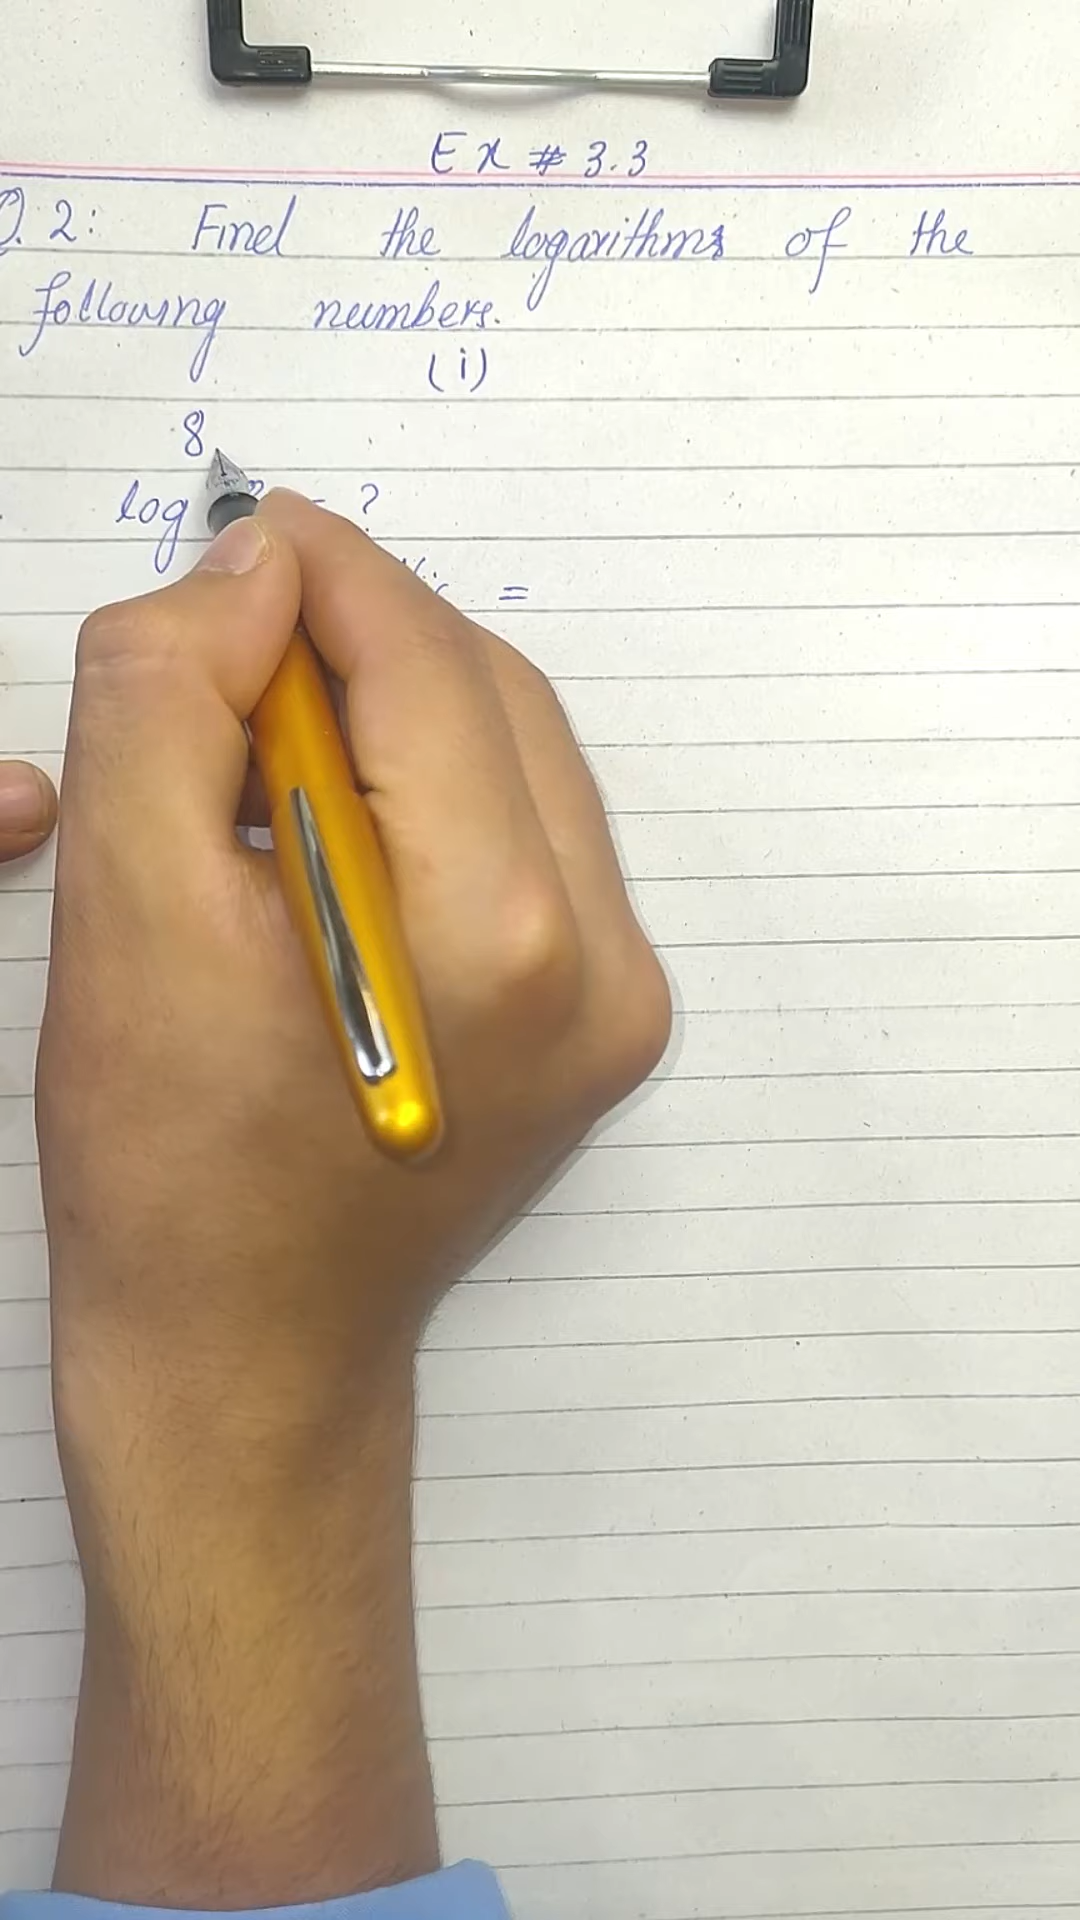 Ex # 3.3
Q.2: Find the logarithms of the
following numbers.
(i)
8
log = ?
=